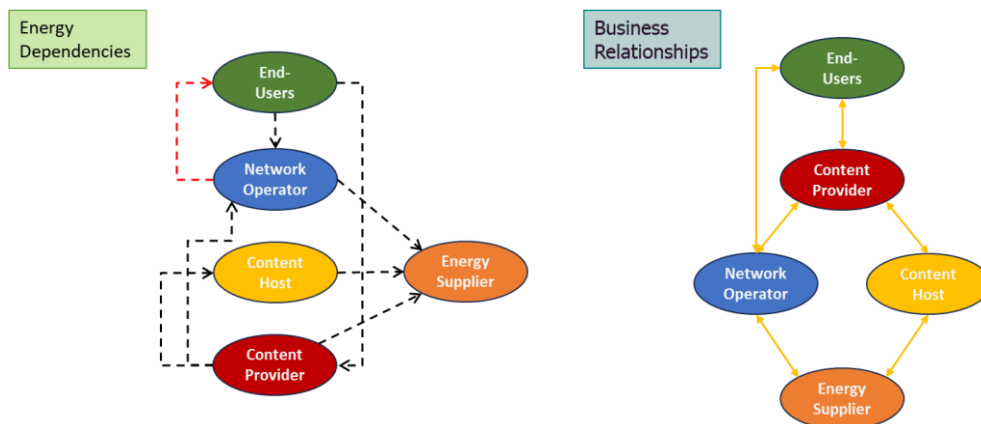 Energy
Dependencies
End-
Users
Network
Operator
Content
Host
Energy
Supplier
Content
Provider
Business
Relationships
End-
Users
Content
Provider
Network
Operator
Content
Host
Energy
Supplier